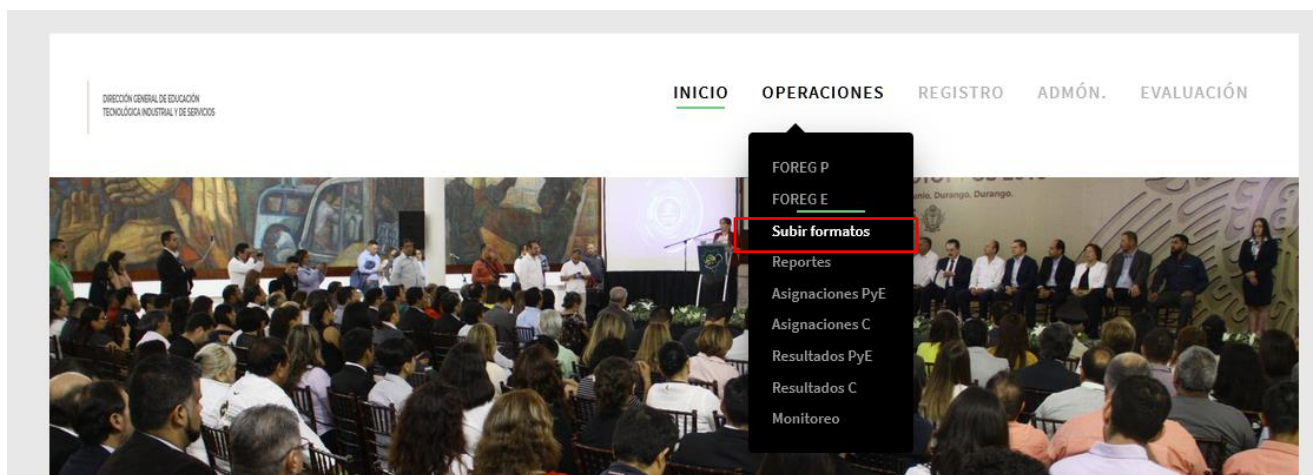 DIRECCIÓN GENERAL DE EDUCACIÓN
TECNOLÓGICA INDUSTRIAL Y DE SERVICIOS
INICIO OPERACIONES REGISTRO ADMÓN. EVALUACIÓN
FOREG P
FOREG E
Subir formatos
Reportes
Asignaciones PyE
Asignaciones C
Resultados PyE
Resultados C
Monitoreo
Durango, Durango.